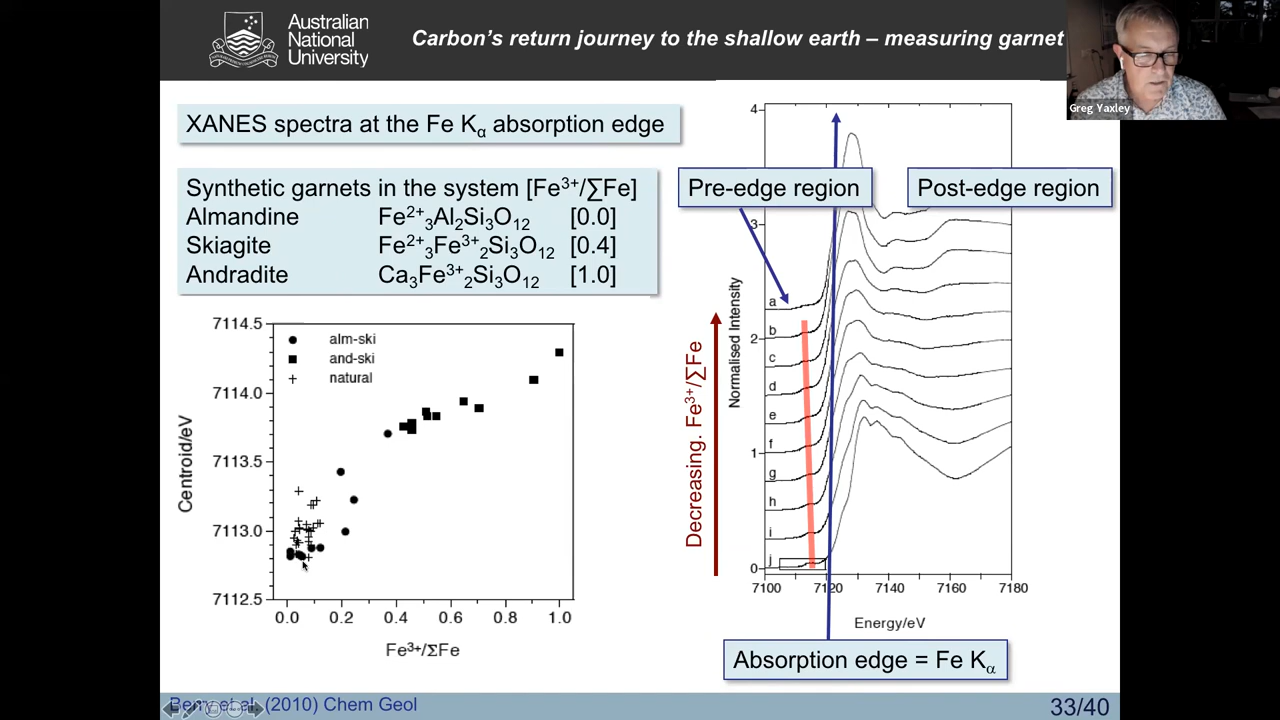 Australian
National
University
Carbon's return journey to the shallow earth – measuring garnet
Greg Yaxley
XANES spectra at the Fe Kα absorption edge
Synthetic garnets in the system [Fe³⁺/∑Fe]
Almandine Fe²⁺₃Al₂Si₃O₁₂ [0.0]
Skiagite Fe²⁺₃Fe³⁺₂Si₃O₁₂ [0.4]
Andradite Ca₃Fe³⁺₂Si₃O₁₂ [1.0]
7114.5
7114.0
7113.5
7113.0
7112.5
Centroid/eV
alm-ski
and-ski
natural
0.0 0.2 0.4 0.6 0.8 1.0
Fe³⁺/ΣFe
Decreasing. Fe³⁺/∑Fe
Pre-edge region
Post-edge region
Normalised Intensity
4
3
2
1
0
a
b
c
d
e
f
g
h
i
j
7100 7120 7140 7160 7180
Energy/eV
Absorption edge = Fe Kα
Berry et al. (2010) Chem Geol
33/40